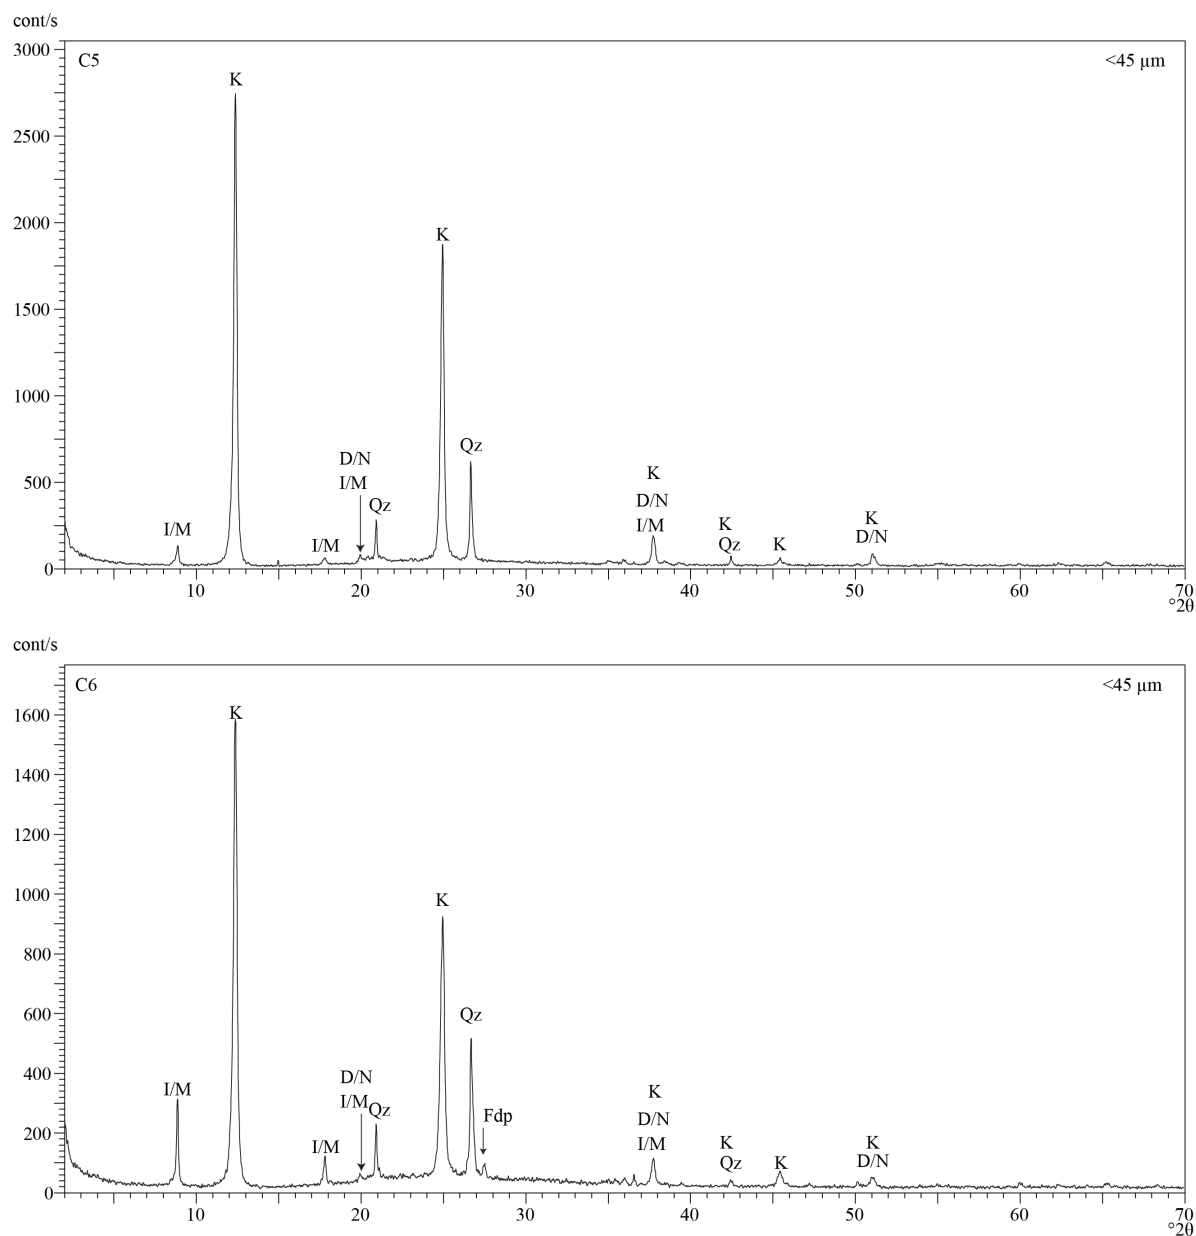 cont/s
3000
C5
<45 µm
K
2500
2000
K
1500
1000
D/N
Qz
K
500
I/M
Qz
D/N
I/M
I/M
I/M
K
Qz
K
K
D/N
0
10
20
30
40
50
60
70
°2θ
cont/s
C6
<45 µm
1600
K
1400
1200
1000
K
800
600
Qz
400
I/M
D/N
I/M
Qz
Fdp
K
D/N
200
I/M
I/M
K
Qz
K
K
D/N
0
10
20
30
40
50
60
70
°2θ